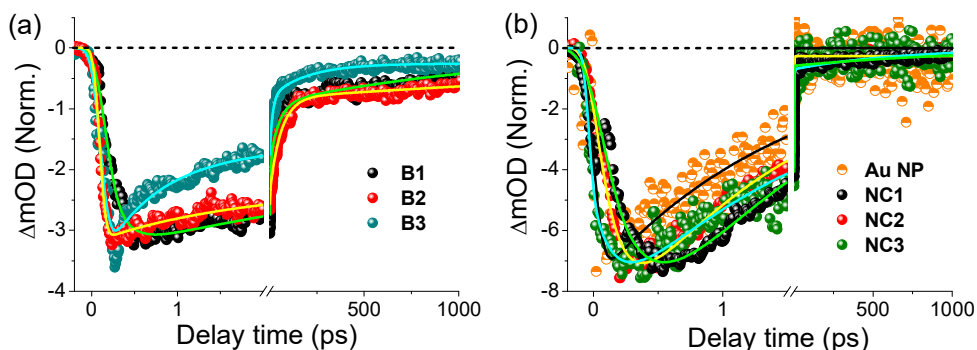 (a)
ΔmOD (Norm.)
0
-1
-2
-3
-4
B1
B2
B3
0 1 500 1000
Delay time (ps)
(b)
ΔmOD (Norm.)
0
-2
-4
-6
-8
Au NP
NC1
NC2
NC3
0 1 500 1000
Delay time (ps)